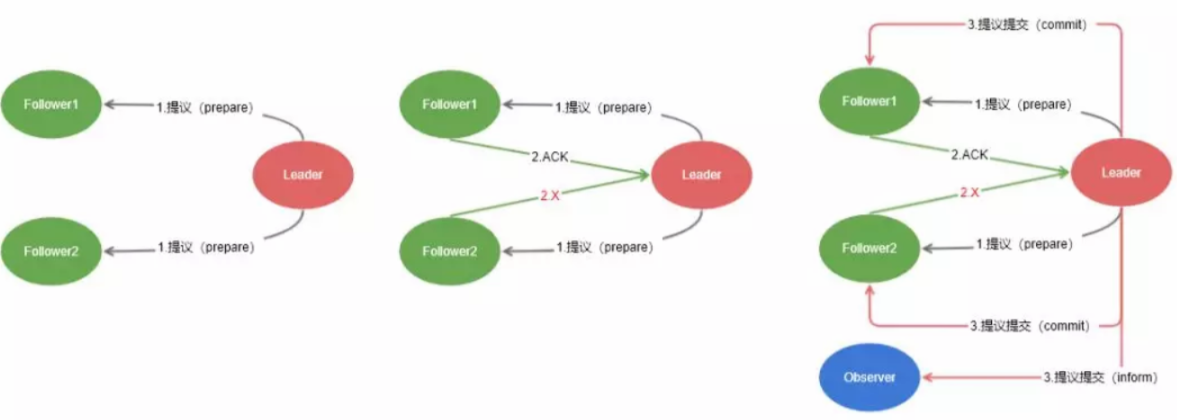 Follower1
1.提议（prepare）
Leader
Follower2
1.提议（prepare）
Follower1
1.提议（prepare）
2.ACK
Leader
2.X
Follower2
1.提议（prepare）
3.提议提交（commit）
Follower1
1.提议（prepare）
2.ACK
Leader
2.X
Follower2
1.提议（prepare）
3.提议提交（commit）
Observer
3.提议提交（inform）